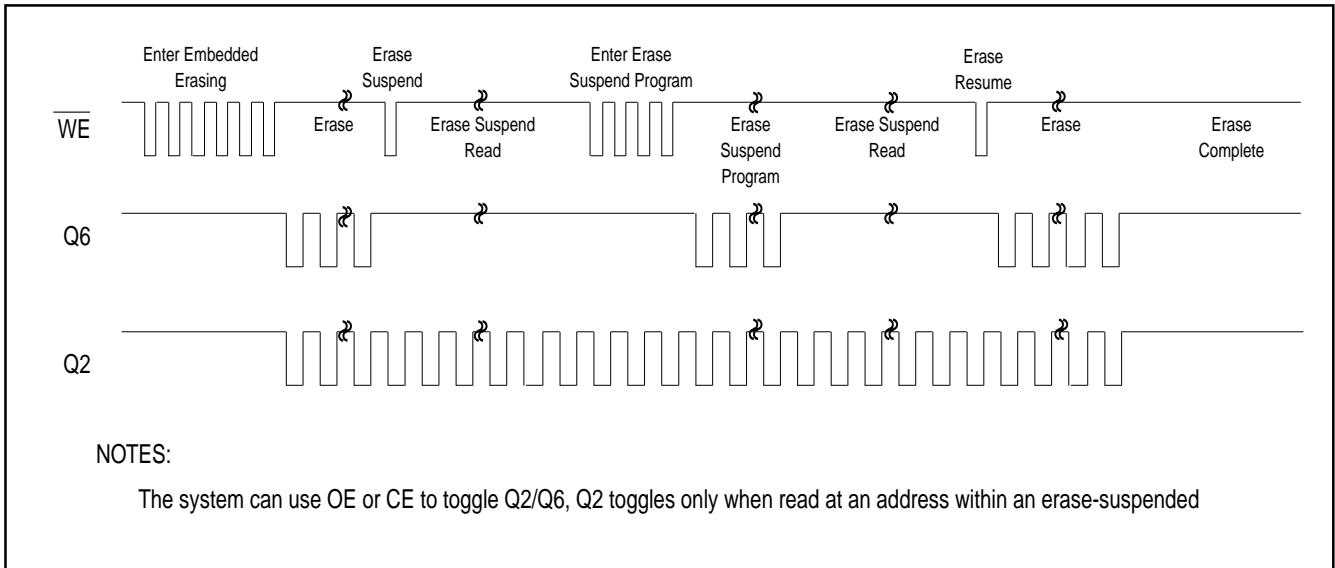 Enter Embedded
Erasing
Erase
Suspend
Enter Erase
Suspend Program
Erase
Resume
WE
Erase
Erase Suspend
Read
Erase
Suspend
Program
Erase Suspend
Read
Erase
Erase
Complete
Q6
Q2
NOTES:
The system can use OE or CE to toggle Q2/Q6, Q2 toggles only when read at an address within an erase-suspended